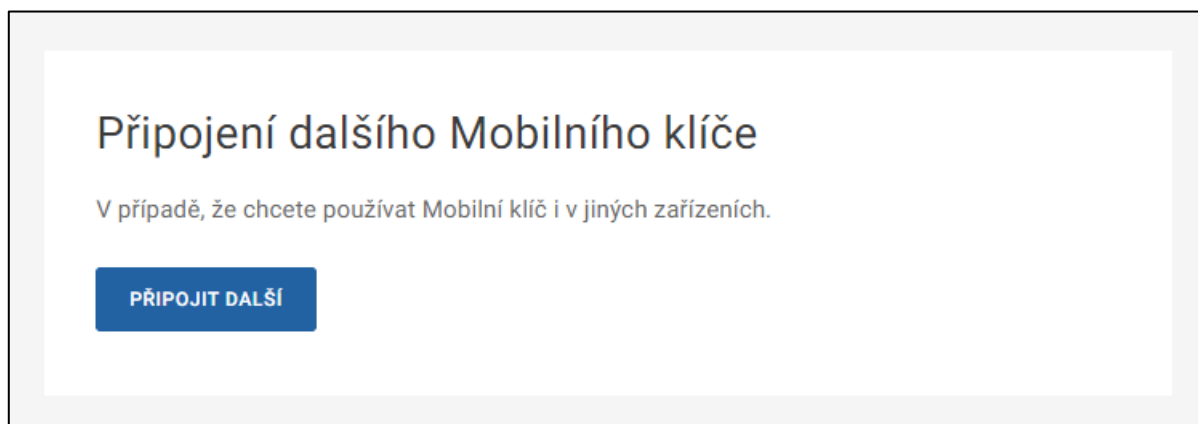 Připojení dalšího Mobilního klíče
V případě, že chcete používat Mobilní klíč i v jiných zařízeních.
PŘIPOJIT DALŠÍ